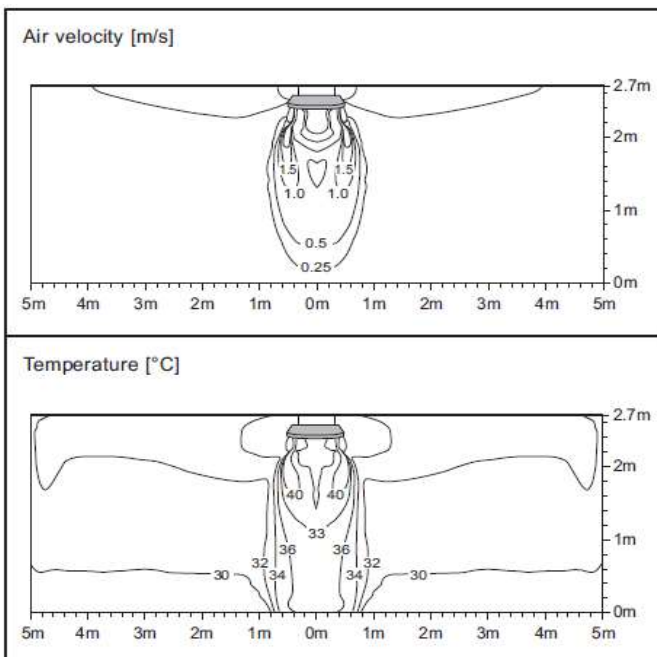 Air velocity [m/s]
2.7m
2m
1.5 1.5
1.0 1.0
1m
0.5
0.25
0m
5m 4m 3m 2m 1m 0m 1m 2m 3m 4m 5m
Temperature [°C]
2.7m
2m
40 40
1m
33
36 36
32 32
30 34 34 30
0m
5m 4m 3m 2m 1m 0m 1m 2m 3m 4m 5m